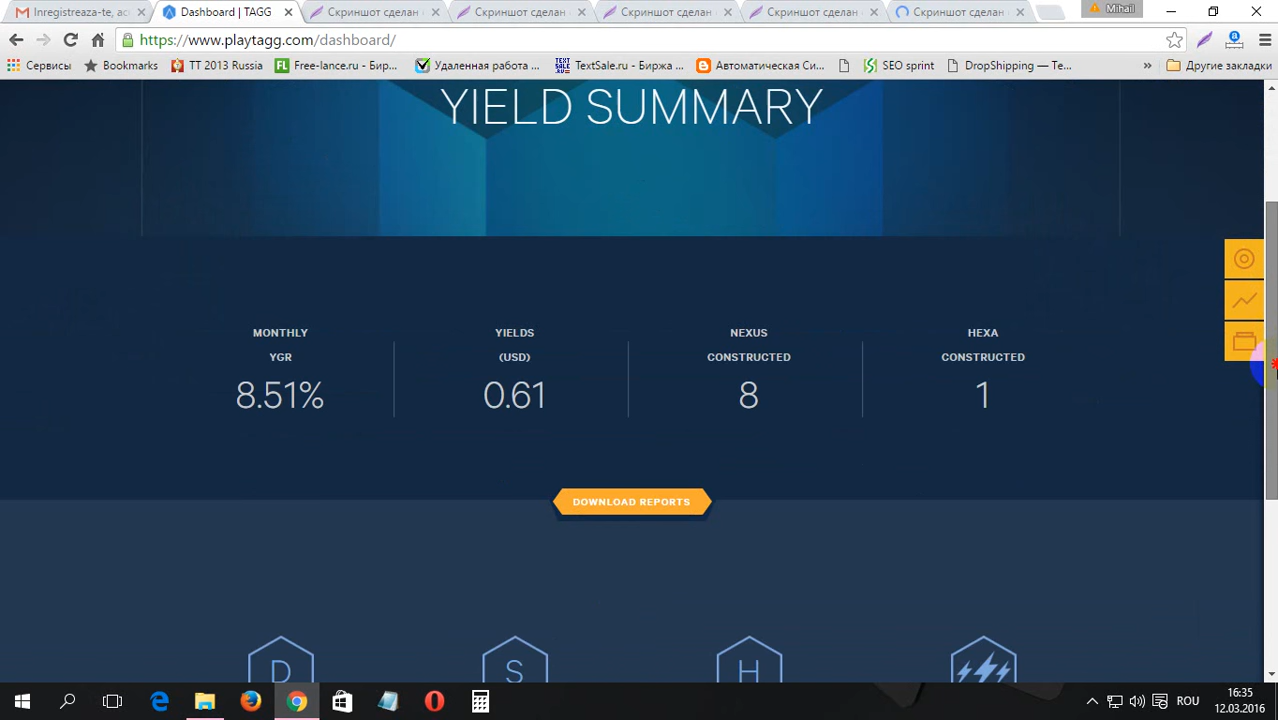 Inregistreaza-te, ac
Dashboard | TAGG
Скриншот сделан
Скриншот сделан
Скриншот сделан
Скриншот сделан
Скриншот сделан
Mihail
https://www.playtagg.com/dashboard/
Сервисы
Bookmarks
TT 2013 Russia
Free-lance.ru - Бир...
Удаленная работа ...
TextSale.ru - Биржа ...
Автоматическая Си...
SEO sprint
DropShipping — Те...
» Другие закладки
YIELD SUMMARY
MONTHLY
YGR
8.51%
YIELDS
(USD)
0.61
NEXUS
CONSTRUCTED
8
HEXA
CONSTRUCTED
1
DOWNLOAD REPORTS
D
S
H
ROU
16:35
12.03.2016